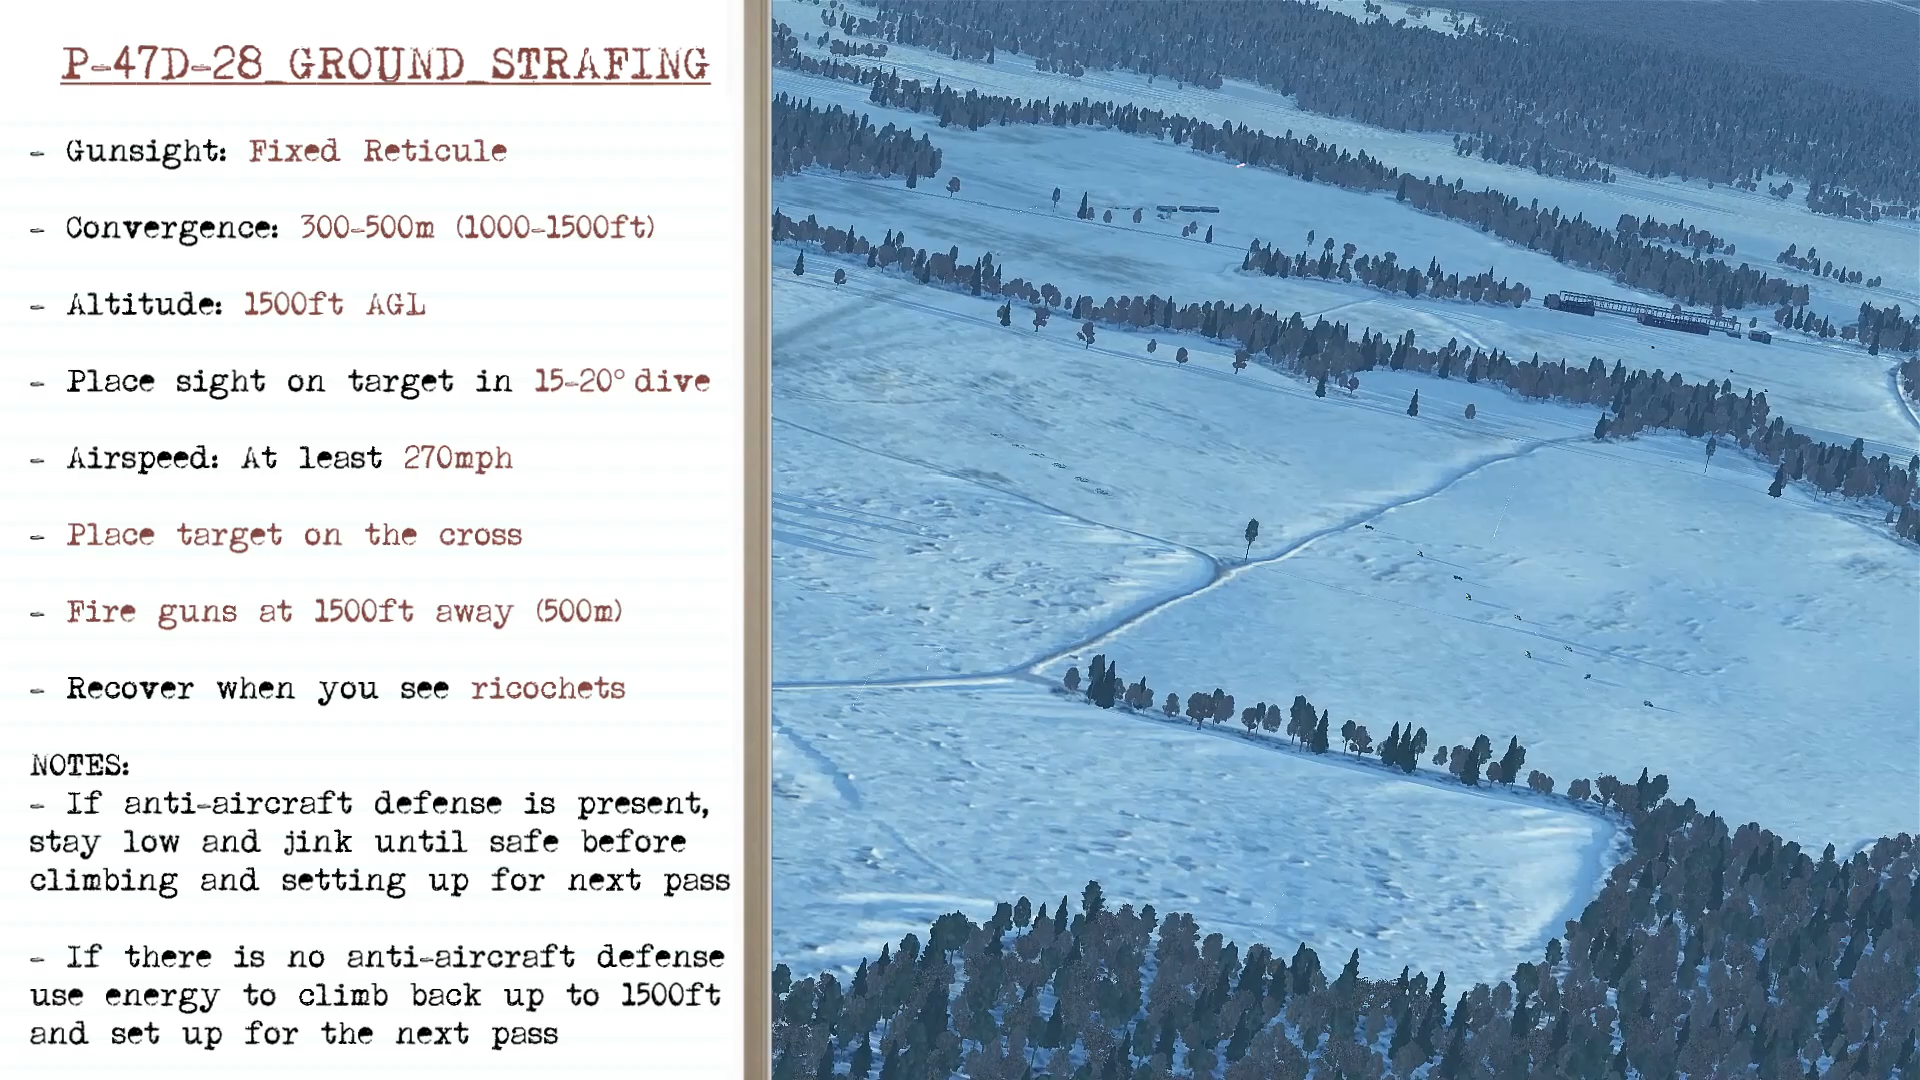 P-47D-28 GROUND STRAFING
- Gunsight: Fixed Reticule
- Convergence: 300-500m (1000-1500ft)
- Altitude: 1500ft AGL
- Place sight on target in 15-20° dive
- Airspeed: At least 270mph
- Place target on the cross
- Fire guns at 1500ft away (500m)
- Recover when you see ricochets
NOTES:
- If anti-aircraft defense is present,
stay low and jink until safe before
climbing and setting up for next pass
- If there is no anti-aircraft defense
use energy to climb back up to 1500ft
and set up for the next pass